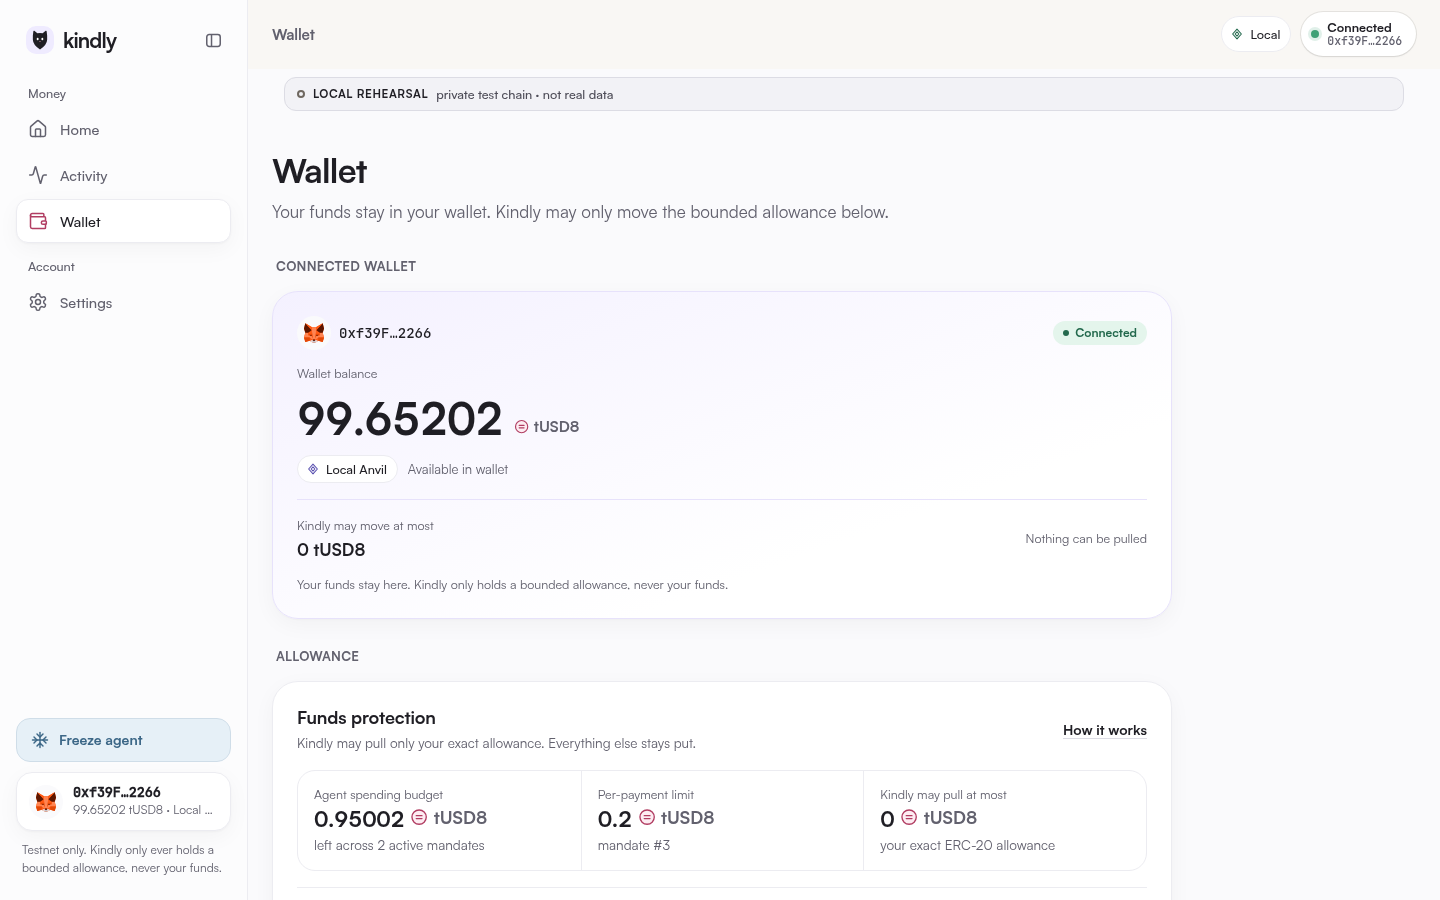 kindly
Money
Home
Activity
Wallet
Account
Settings
Freeze agent
0xf39F…2266
99.65202 tUSD8 · Local ...
Testnet only. Kindly only ever holds a
bounded allowance, never your funds.
Wallet
Local
Connected
0xf39F…2266
LOCAL REHEARSAL private test chain · not real data
Wallet
Your funds stay in your wallet. Kindly may only move the bounded allowance below.
CONNECTED WALLET
0xf39F…2266
Connected
Wallet balance
99.65202 tUSD8
Local Anvil Available in wallet
Kindly may move at most
0 tUSD8
Nothing can be pulled
Your funds stay here. Kindly only holds a bounded allowance, never your funds.
ALLOWANCE
Funds protection
Kindly may pull only your exact allowance. Everything else stays put.
How it works
Agent spending budget
0.95002 tUSD8
left across 2 active mandates
Per-payment limit
0.2 tUSD8
mandate #3
Kindly may pull at most
0 tUSD8
your exact ERC-20 allowance